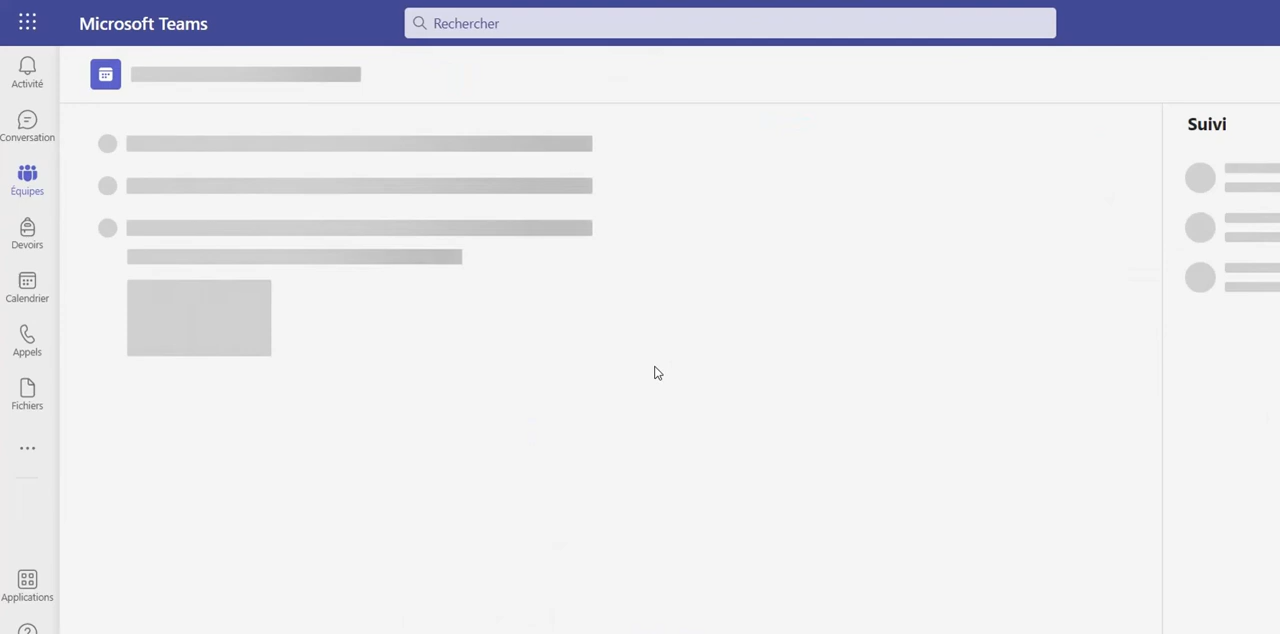 Microsoft Teams
Rechercher
Activité
Conversation
Équipes
Devoirs
Calendrier
Appels
Fichiers
Applications
Suivi